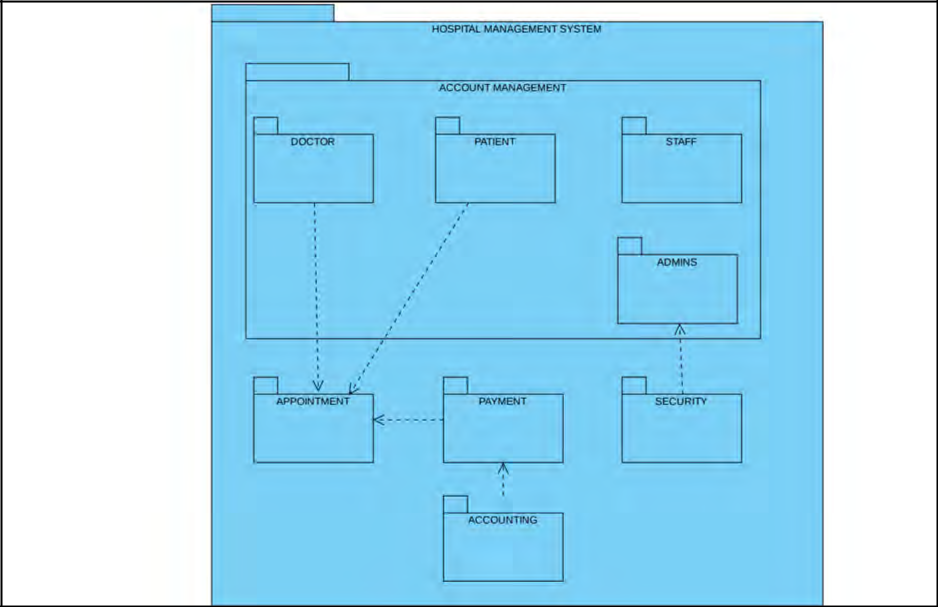 HOSPITAL MANAGEMENT SYSTEM
ACCOUNT MANAGEMENT
DOCTOR
PATIENT
STAFF
ADMINS
APPOINTMENT
PAYMENT
SECURITY
ACCOUNTING